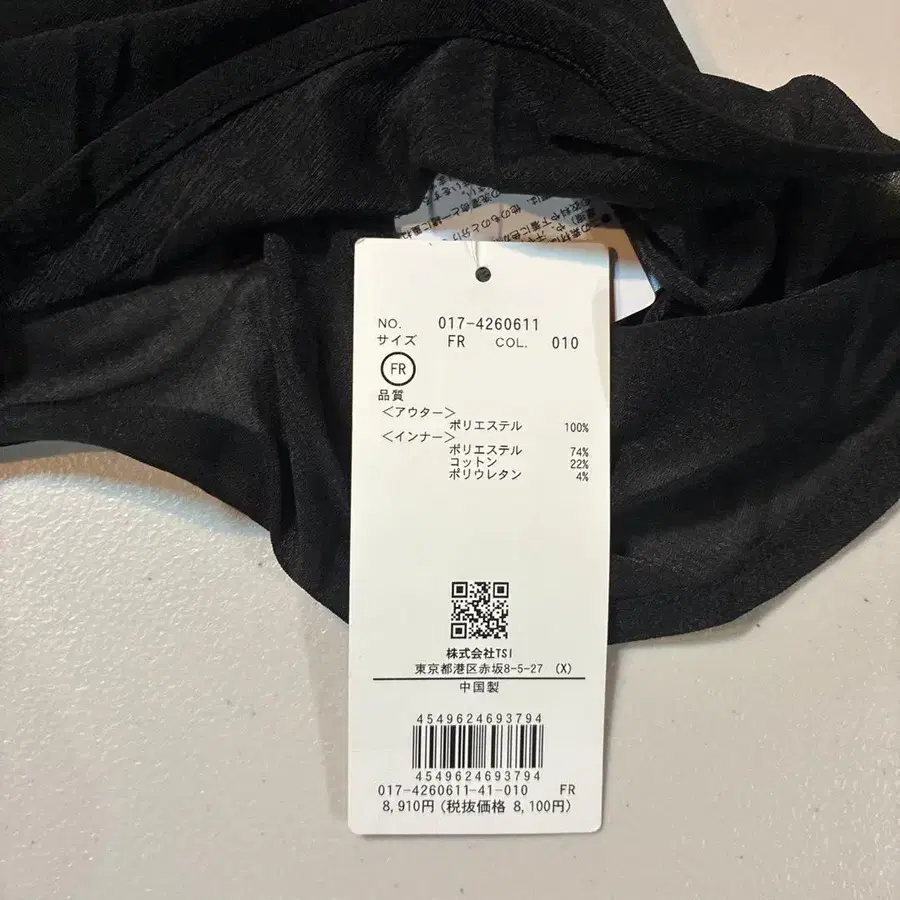 NO. 017-4260611
サイズ FR COL. 010
FR
品質
<アウター>
ポリエステル 100%
<インナー>
ポリエステル 74%
コットン 22%
ポリウレタン 4%
株式会社TSI
東京都港区赤坂8-5-27 (X)
中国製
4549624693794
4549624693794
017-4260611-41-010 FR
8,910円(税抜価格 8,100円)